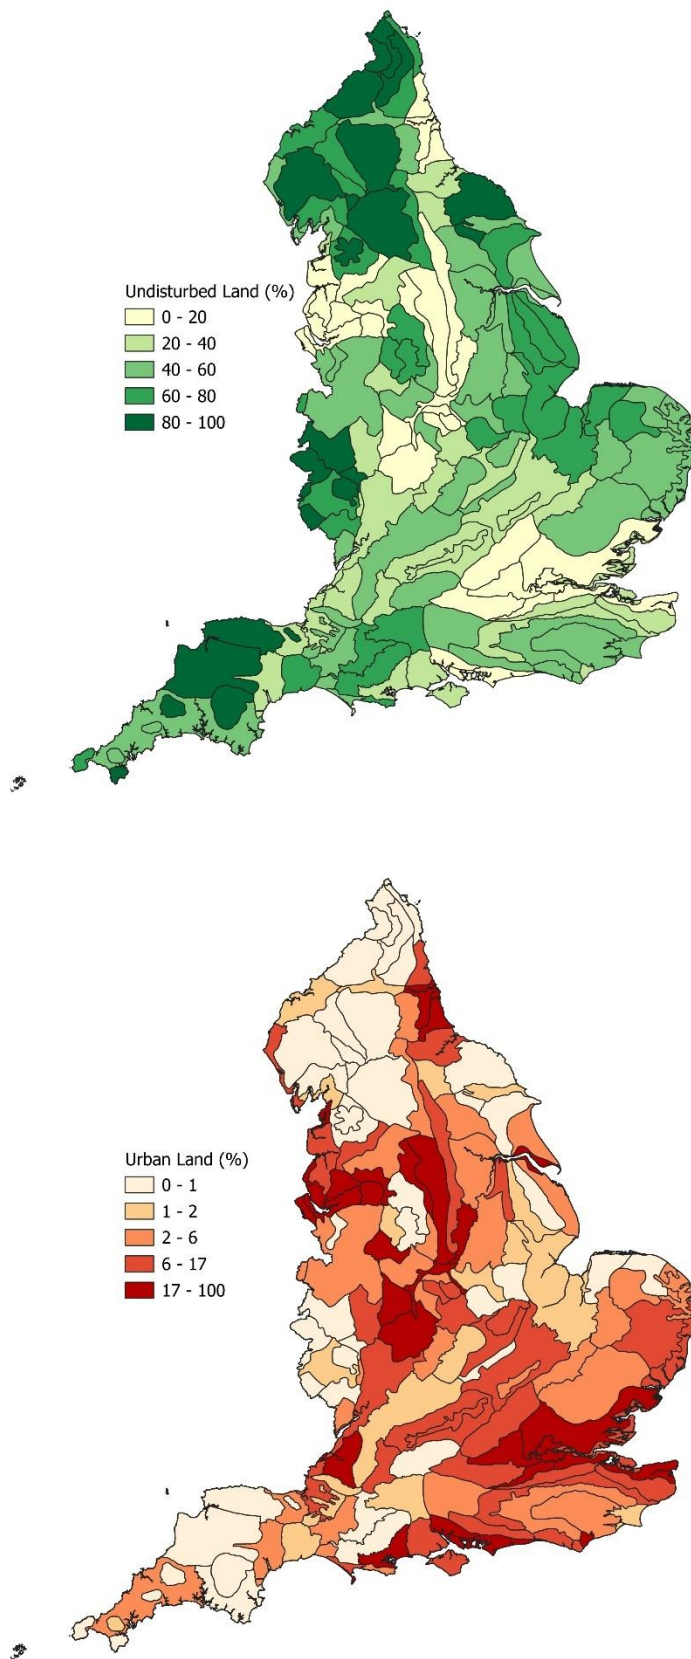 Undisturbed Land (%)
0 - 20
20 - 40
40 - 60
60 - 80
80 - 100
Urban Land (%)
0 - 1
1 - 2
2 - 6
6 - 17
17 - 100